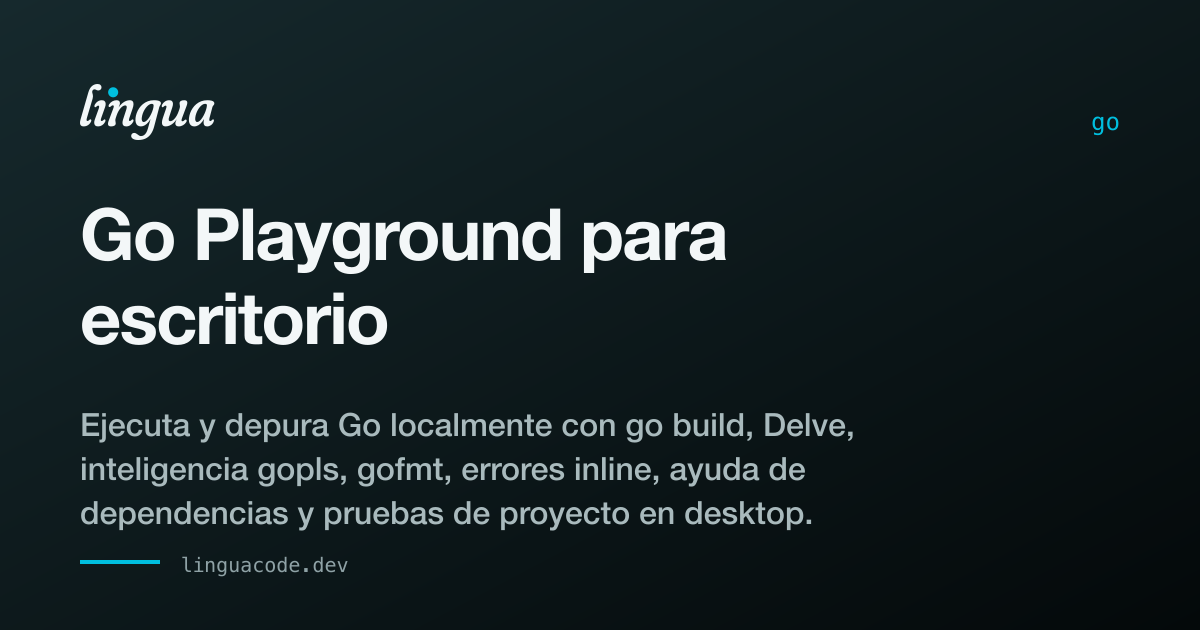 lingua
go
Go Playground para
escritorio
Ejecuta y depura Go localmente con go build, Delve,
inteligencia gopls, gofmt, errores inline, ayuda de
dependencias y pruebas de proyecto en desktop.
linguacode.dev